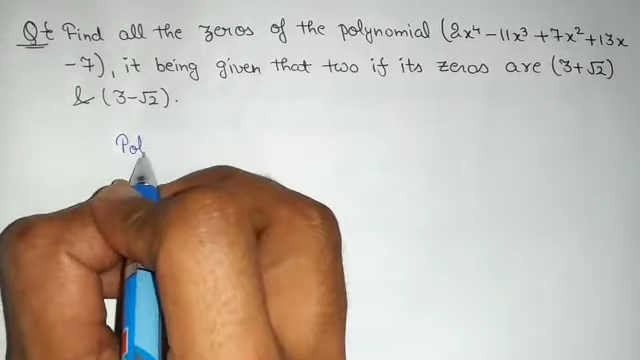 Q: Find all the zeros of the polynomial (2x⁴ - 11x³ + 7x² + 13x
- 7), it being given that two if its zeros are (3+√2)
& (3-√2).
Pol